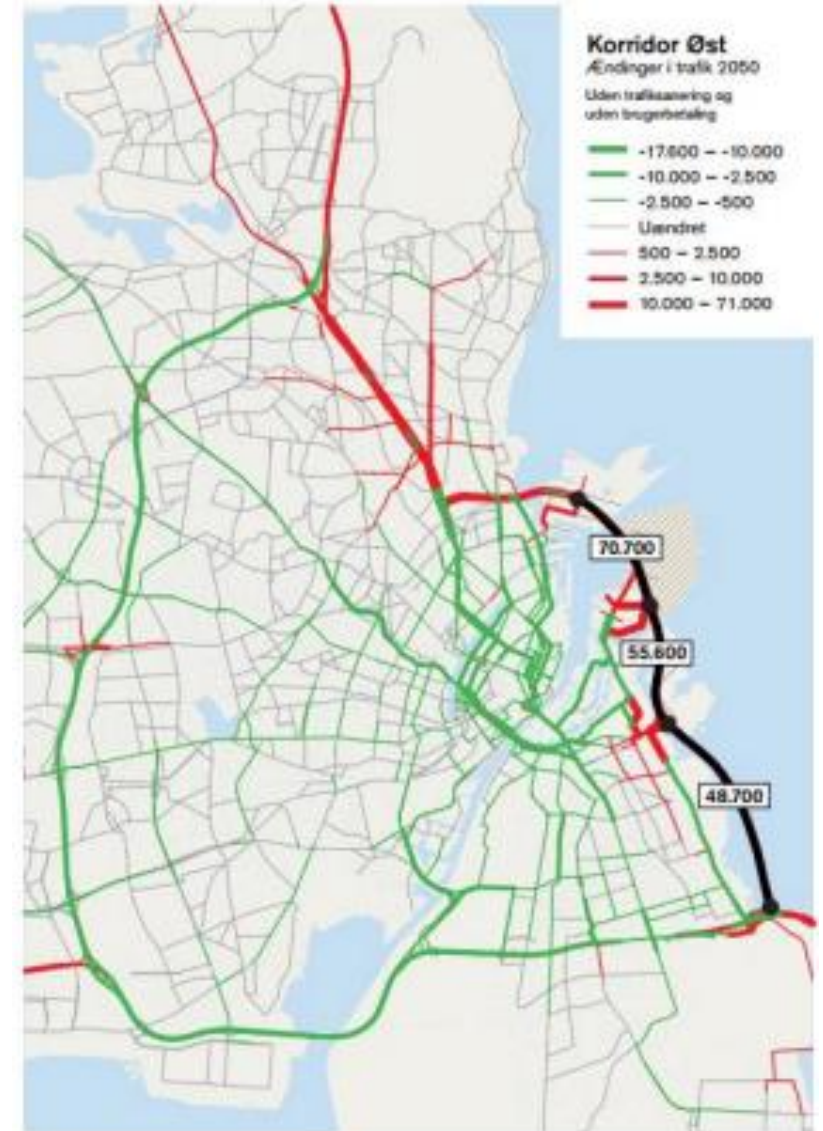 Korridor Øst
Ændinger i trafik 2050
Uden trafiksanering og
uden brugerbetaling
-17.600 – -10.000
-10.000 – -2.500
-2.500 – -500
Uændret
500 – 2.500
2.500 – 10.000
10.000 – 71.000
70.700
55.600
48.700